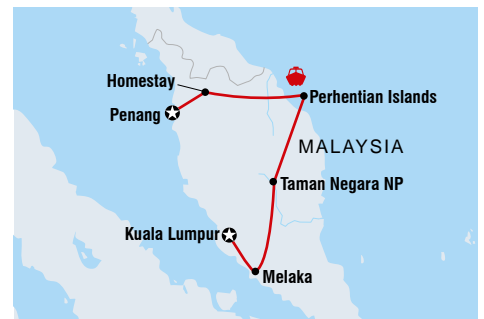 Homestay
Penang
Perhentian Islands
MALAYSIA
Taman Negara NP
Kuala Lumpur
Melaka